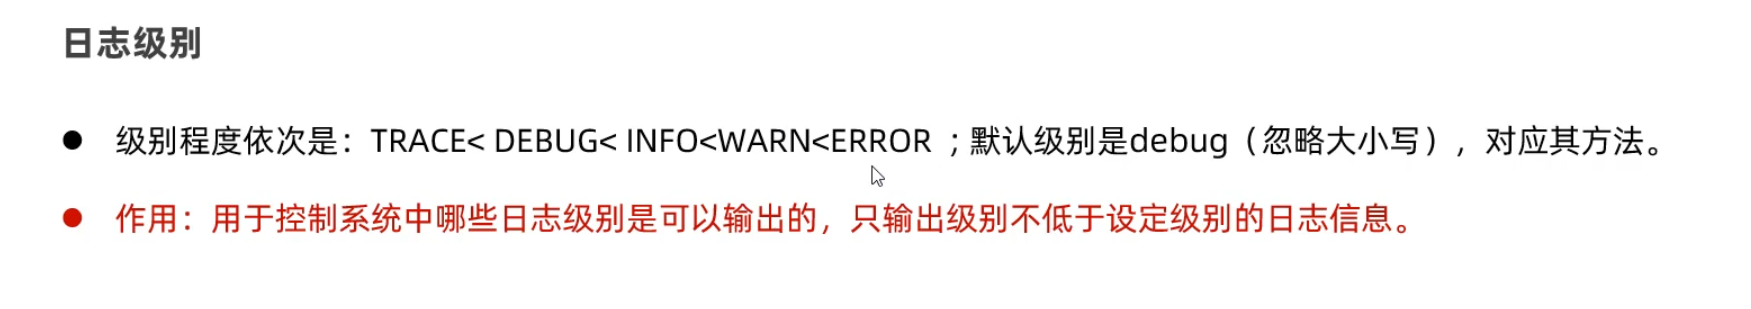 日志级别
● 级别程度依次是：TRACE< DEBUG< INFO<WARN<ERROR ；默认级别是debug（忽略大小写），对应其方法。
● 作用：用于控制系统中哪些日志级别是可以输出的，只输出级别不低于设定级别的日志信息。